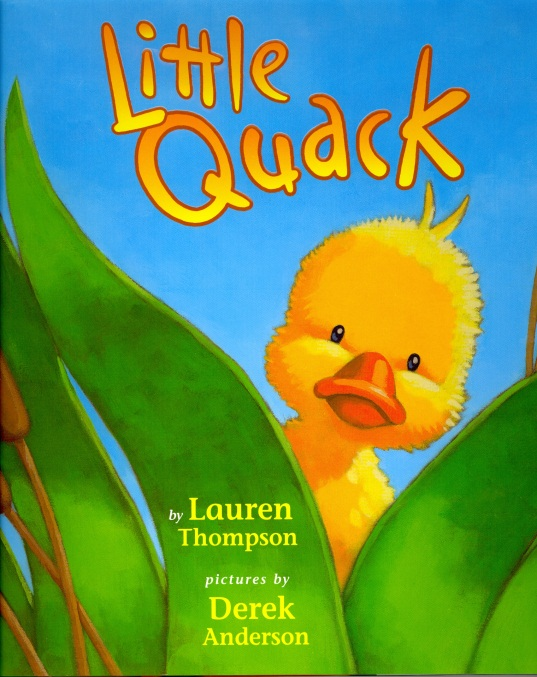 Little
Quack
by Lauren
Thompson
pictures by
Derek
Anderson